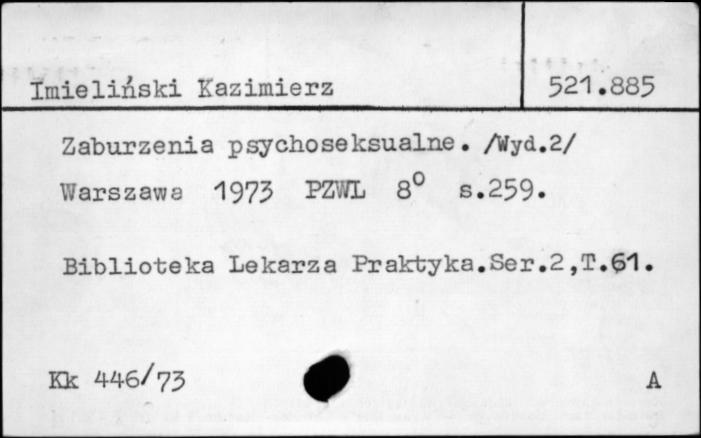 Imieliński Kazimierz 521.885
Zaburzenia psychoseksualne. /Wyd.2/
Warszawa 1973 PZWL 8° s.259.
Biblioteka Lekarza Praktyka.Ser.2,T.61.
Kk 446/73 A